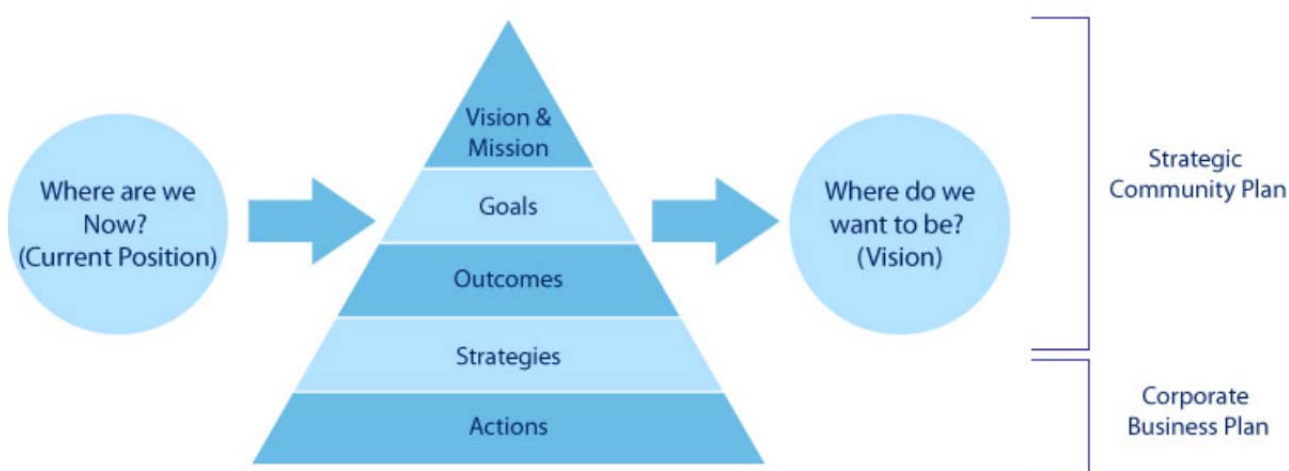 Where are we
Now?
(Current Position)
Vision &
Mission
Goals
Outcomes
Strategies
Actions
Where do we
want to be?
(Vision)
Strategic
Community Plan
Corporate
Business Plan